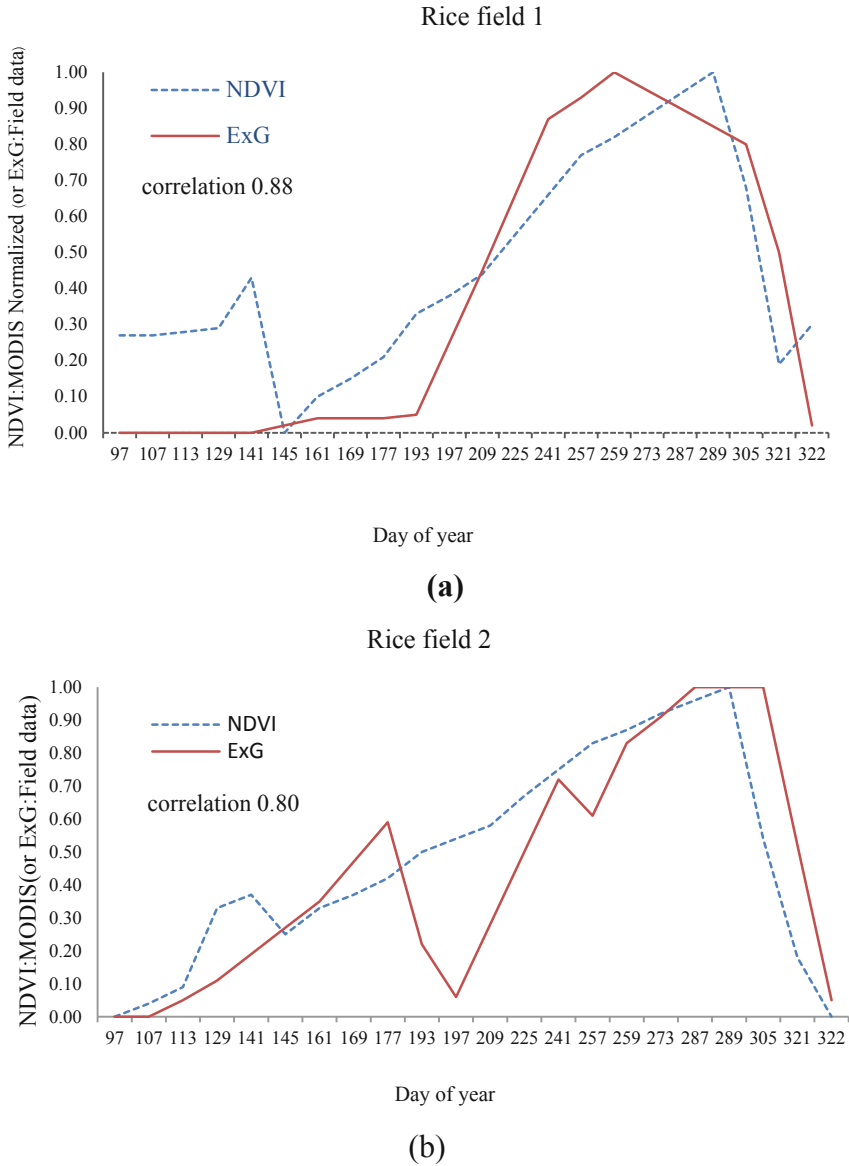 Rice field 1
NDVI:MODIS Normalized (or ExG:Field data)
1.00
0.90
0.80
0.70
0.60
0.50
0.40
0.30
0.20
0.10
0.00
NDVI
ExG
correlation 0.88
97 107 113 129 141 145 161 169 177 193 197 209 225 241 257 259 273 287 289 305 321 322
Day of year
(a)
Rice field 2
NDVI:MODIS(or ExG:Field data)
1.00
0.90
0.80
0.70
0.60
0.50
0.40
0.30
0.20
0.10
0.00
NDVI
ExG
correlation 0.80
97 107 113 129 141 145 161 169 177 193 197 209 225 241 257 259 273 287 289 305 321 322
Day of year
(b)